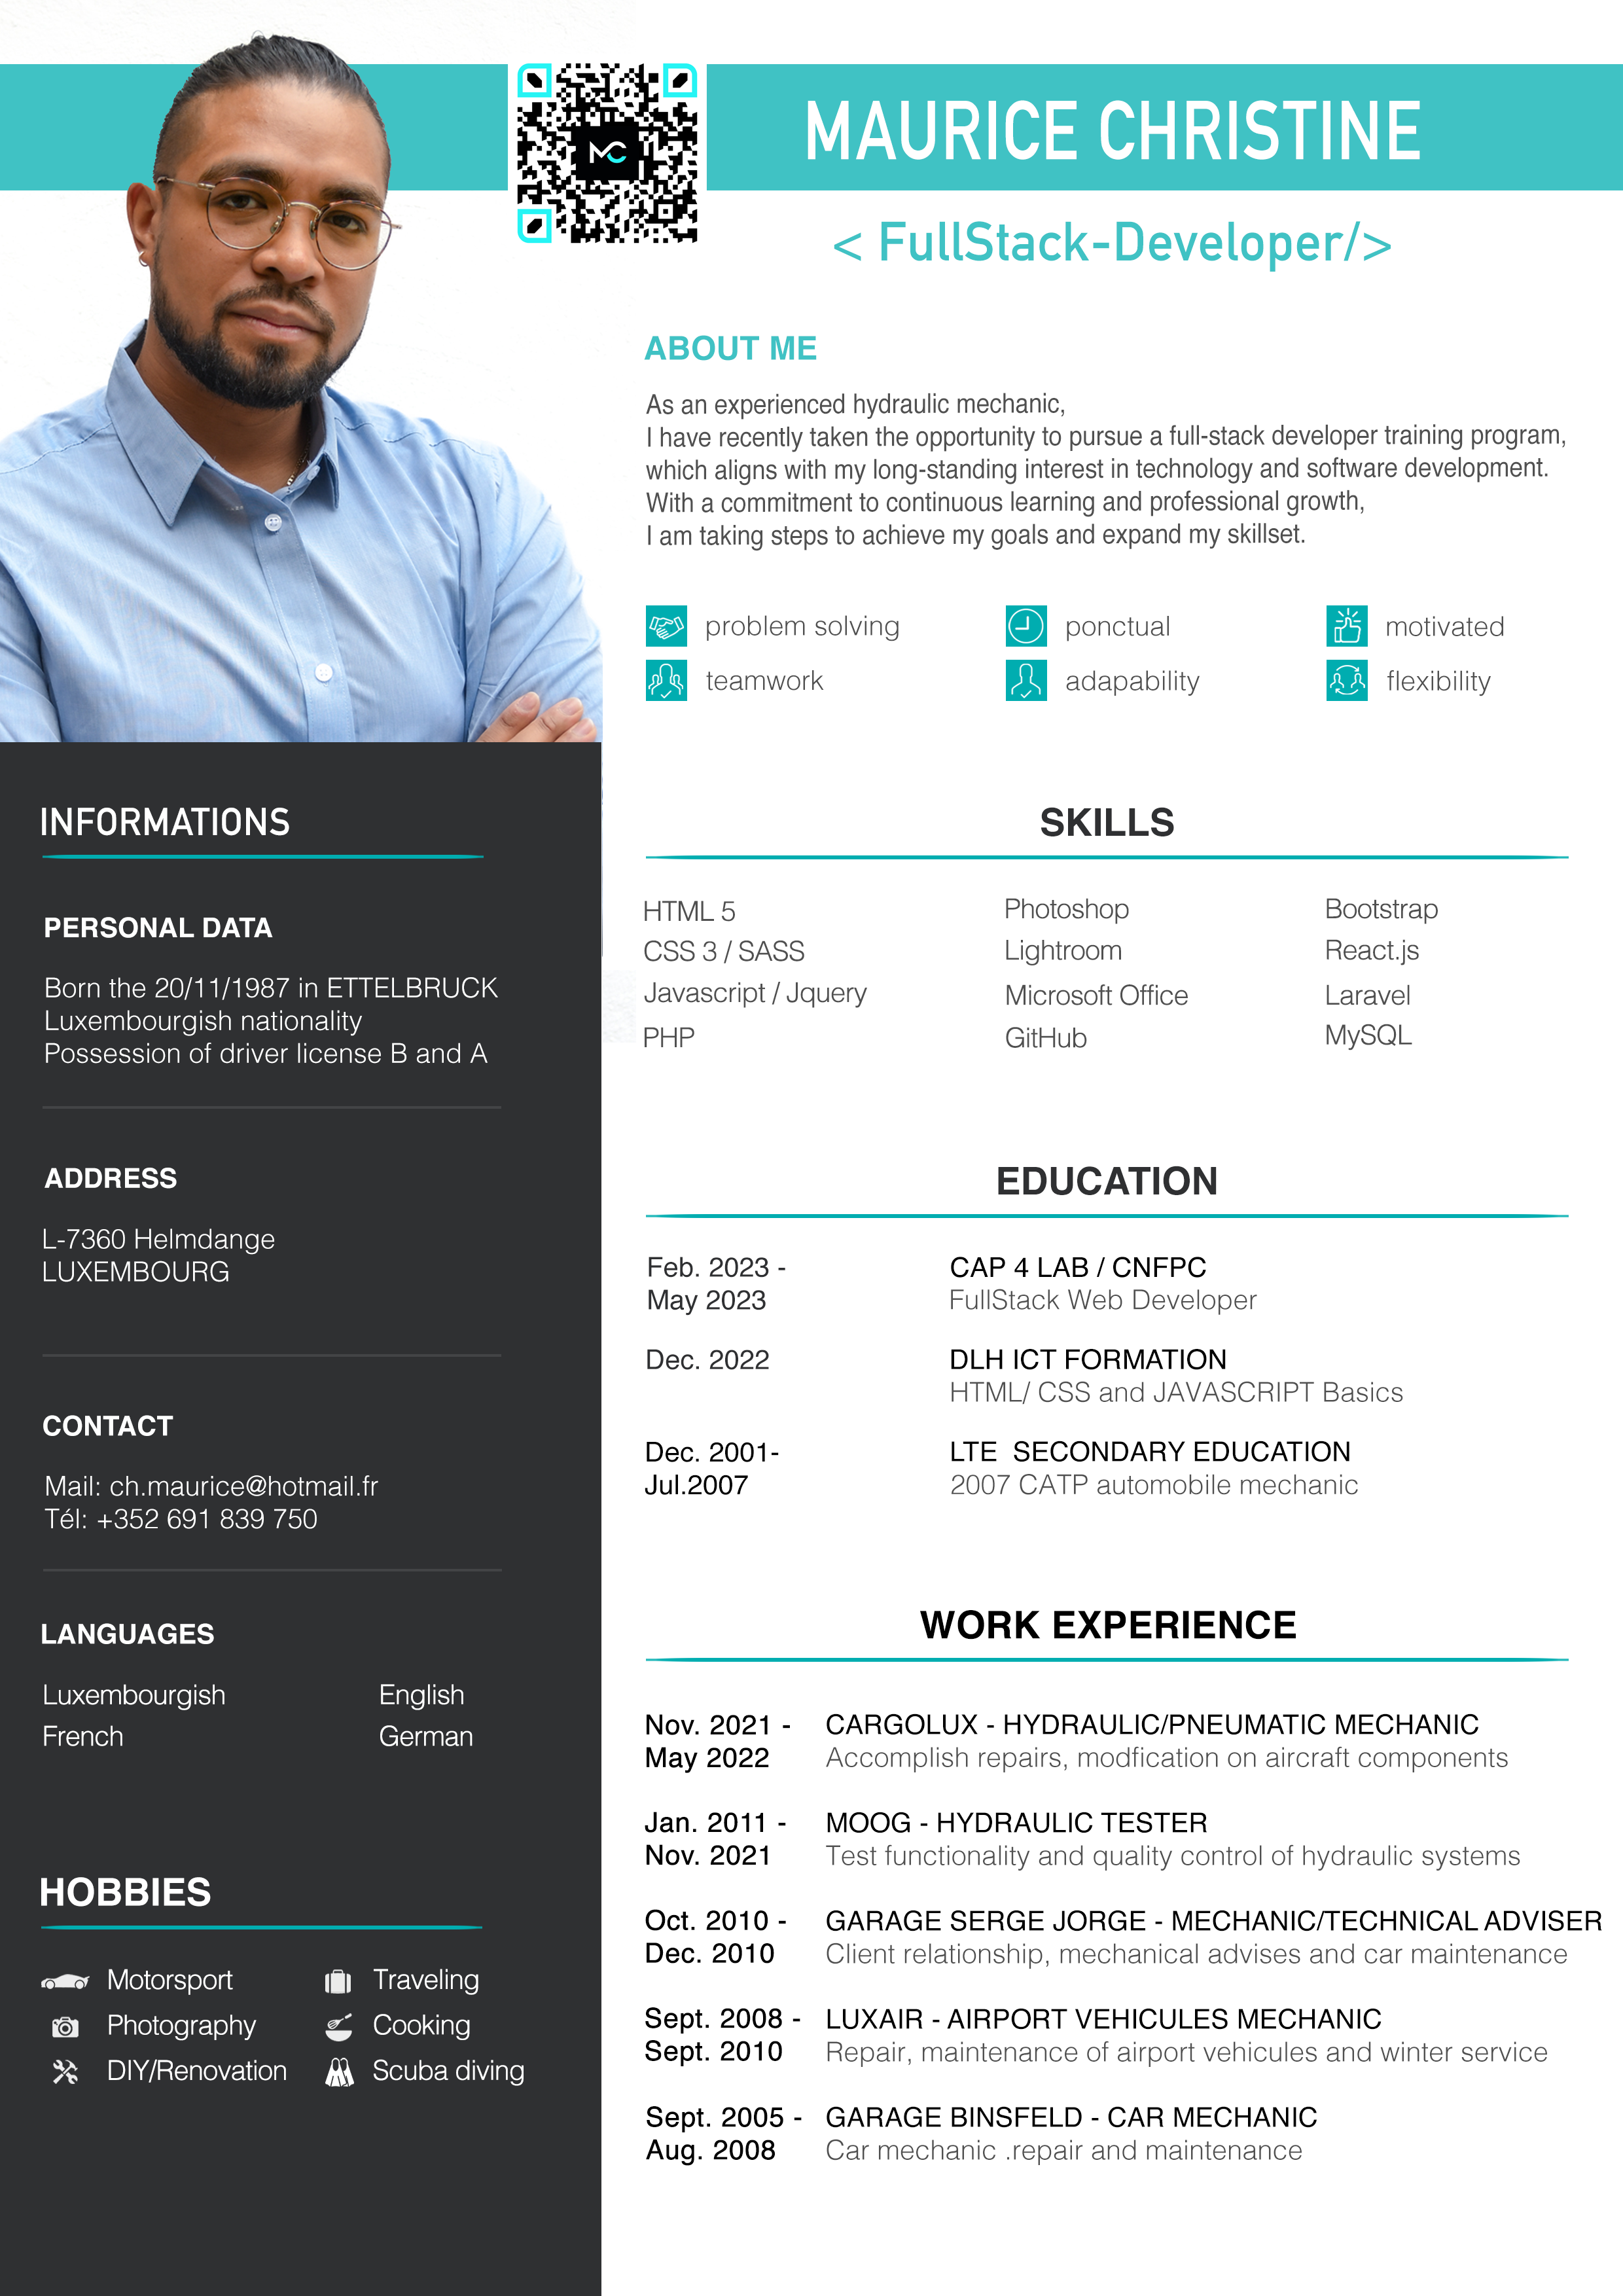 MC
MAURICE CHRISTINE
< FullStack-Developer/>
ABOUT ME
As an experienced hydraulic mechanic,
I have recently taken the opportunity to pursue a full-stack developer training program,
which aligns with my long-standing interest in technology and software development.
With a commitment to continuous learning and professional growth,
I am taking steps to achieve my goals and expand my skillset.
problem solving
ponctual
motivated
teamwork
adapability
flexibility
INFORMATIONS
PERSONAL DATA
Born the 20/11/1987 in ETTELBRUCK
Luxembourgish nationality
Possession of driver license B and A
ADDRESS
L-7360 Helmdange
LUXEMBOURG
CONTACT
Mail: ch.maurice@hotmail.fr
Tél: +352 691 839 750
LANGUAGES
Luxembourgish English
French German
HOBBIES
Motorsport Traveling
Photography Cooking
DIY/Renovation Scuba diving
SKILLS
HTML 5 Photoshop Bootstrap
CSS 3 / SASS Lightroom React.js
Javascript / Jquery Microsoft Office Laravel
PHP GitHub MySQL
EDUCATION
Feb. 2023 - CAP 4 LAB / CNFPC
May 2023 FullStack Web Developer
Dec. 2022 DLH ICT FORMATION
HTML/ CSS and JAVASCRIPT Basics
Dec. 2001- LTE SECONDARY EDUCATION
Jul.2007 2007 CATP automobile mechanic
WORK EXPERIENCE
Nov. 2021 - CARGOLUX - HYDRAULIC/PNEUMATIC MECHANIC
May 2022 Accomplish repairs, modfication on aircraft components
Jan. 2011 - MOOG - HYDRAULIC TESTER
Nov. 2021 Test functionality and quality control of hydraulic systems
Oct. 2010 - GARAGE SERGE JORGE - MECHANIC/TECHNICAL ADVISER
Dec. 2010 Client relationship, mechanical advises and car maintenance
Sept. 2008 - LUXAIR - AIRPORT VEHICULES MECHANIC
Sept. 2010 Repair, maintenance of airport vehicules and winter service
Sept. 2005 - GARAGE BINSFELD - CAR MECHANIC
Aug. 2008 Car mechanic .repair and maintenance